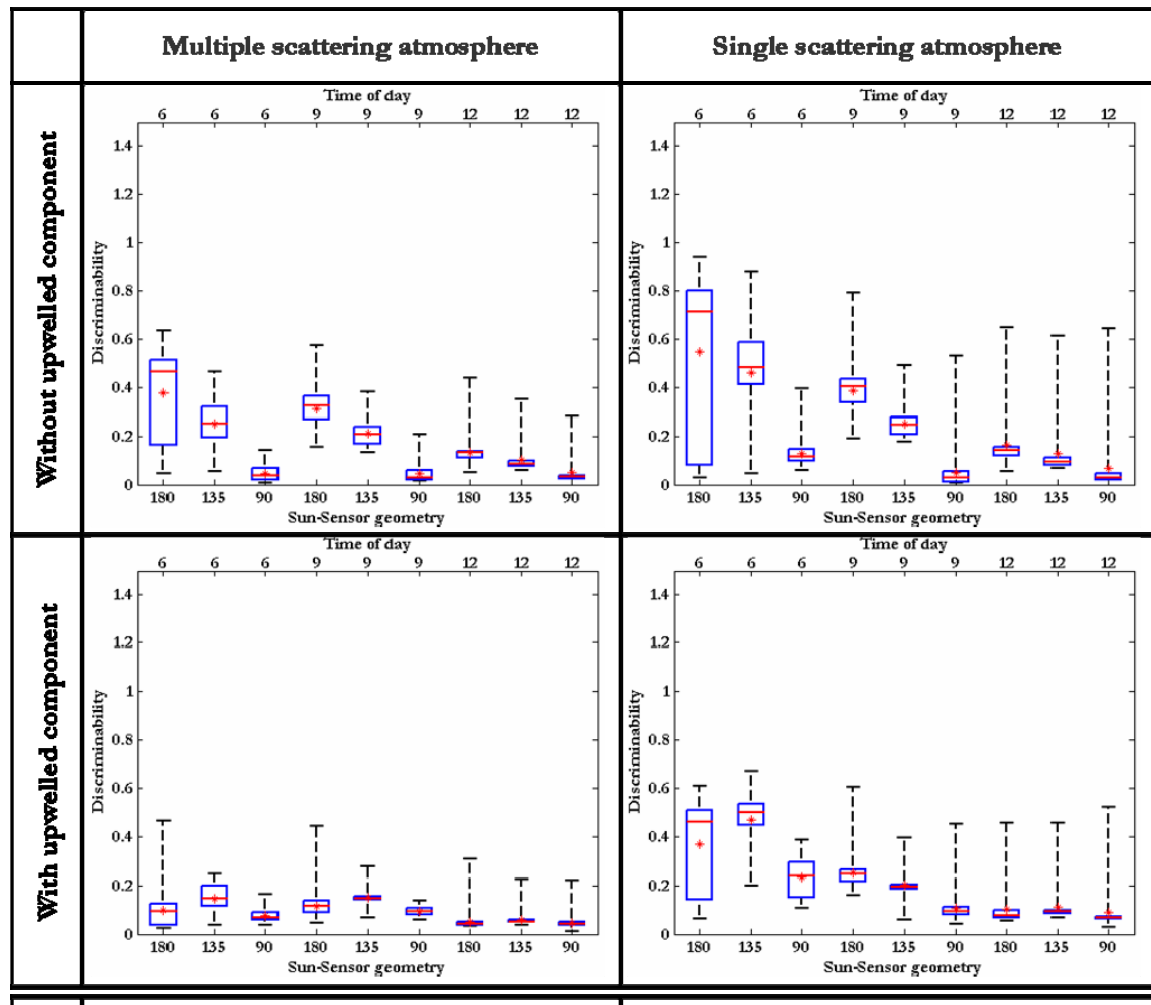 Multiple scattering atmosphere
Single scattering atmosphere
Without upwelled component
Time of day
6 6 6 9 9 9 12 12 12
1.4
1.2
1
0.8
0.6
0.4
0.2
0
Discriminability
180 135 90 180 135 90 180 135 90
Sun-Sensor geometry
Time of day
6 6 6 9 9 9 12 12 12
1.4
1.2
1
0.8
0.6
0.4
0.2
0
Discriminability
180 135 90 180 135 90 180 135 90
Sun-Sensor geometry
With upwelled component
Time of day
6 6 6 9 9 9 12 12 12
1.4
1.2
1
0.8
0.6
0.4
0.2
0
Discriminability
180 135 90 180 135 90 180 135 90
Sun-Sensor geometry
Time of day
6 6 6 9 9 9 12 12 12
1.4
1.2
1
0.8
0.6
0.4
0.2
0
Discriminability
180 135 90 180 135 90 180 135 90
Sun-Sensor geometry